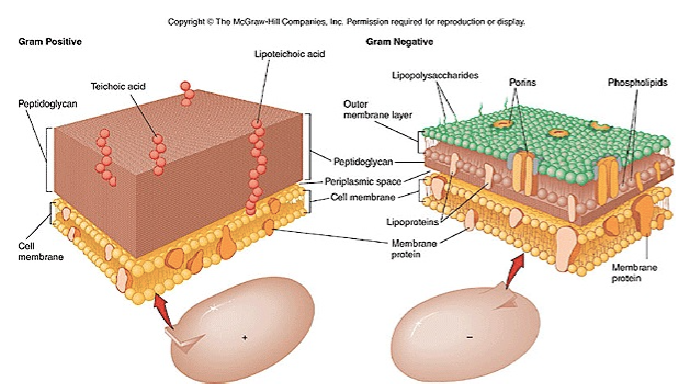 Copyright © The McGraw-Hill Companies, Inc. Permission required for reproduction or display.
Gram Positive
Gram Negative
Lipoteichoic acid
Teichoic acid
Peptidoglycan
Lipopolysaccharides
Porins
Phospholipids
Outer
membrane layer
Peptidoglycan
Periplasmic space
Cell membrane
Lipoproteins
Membrane
protein
Cell
membrane
Membrane
protein
+
–